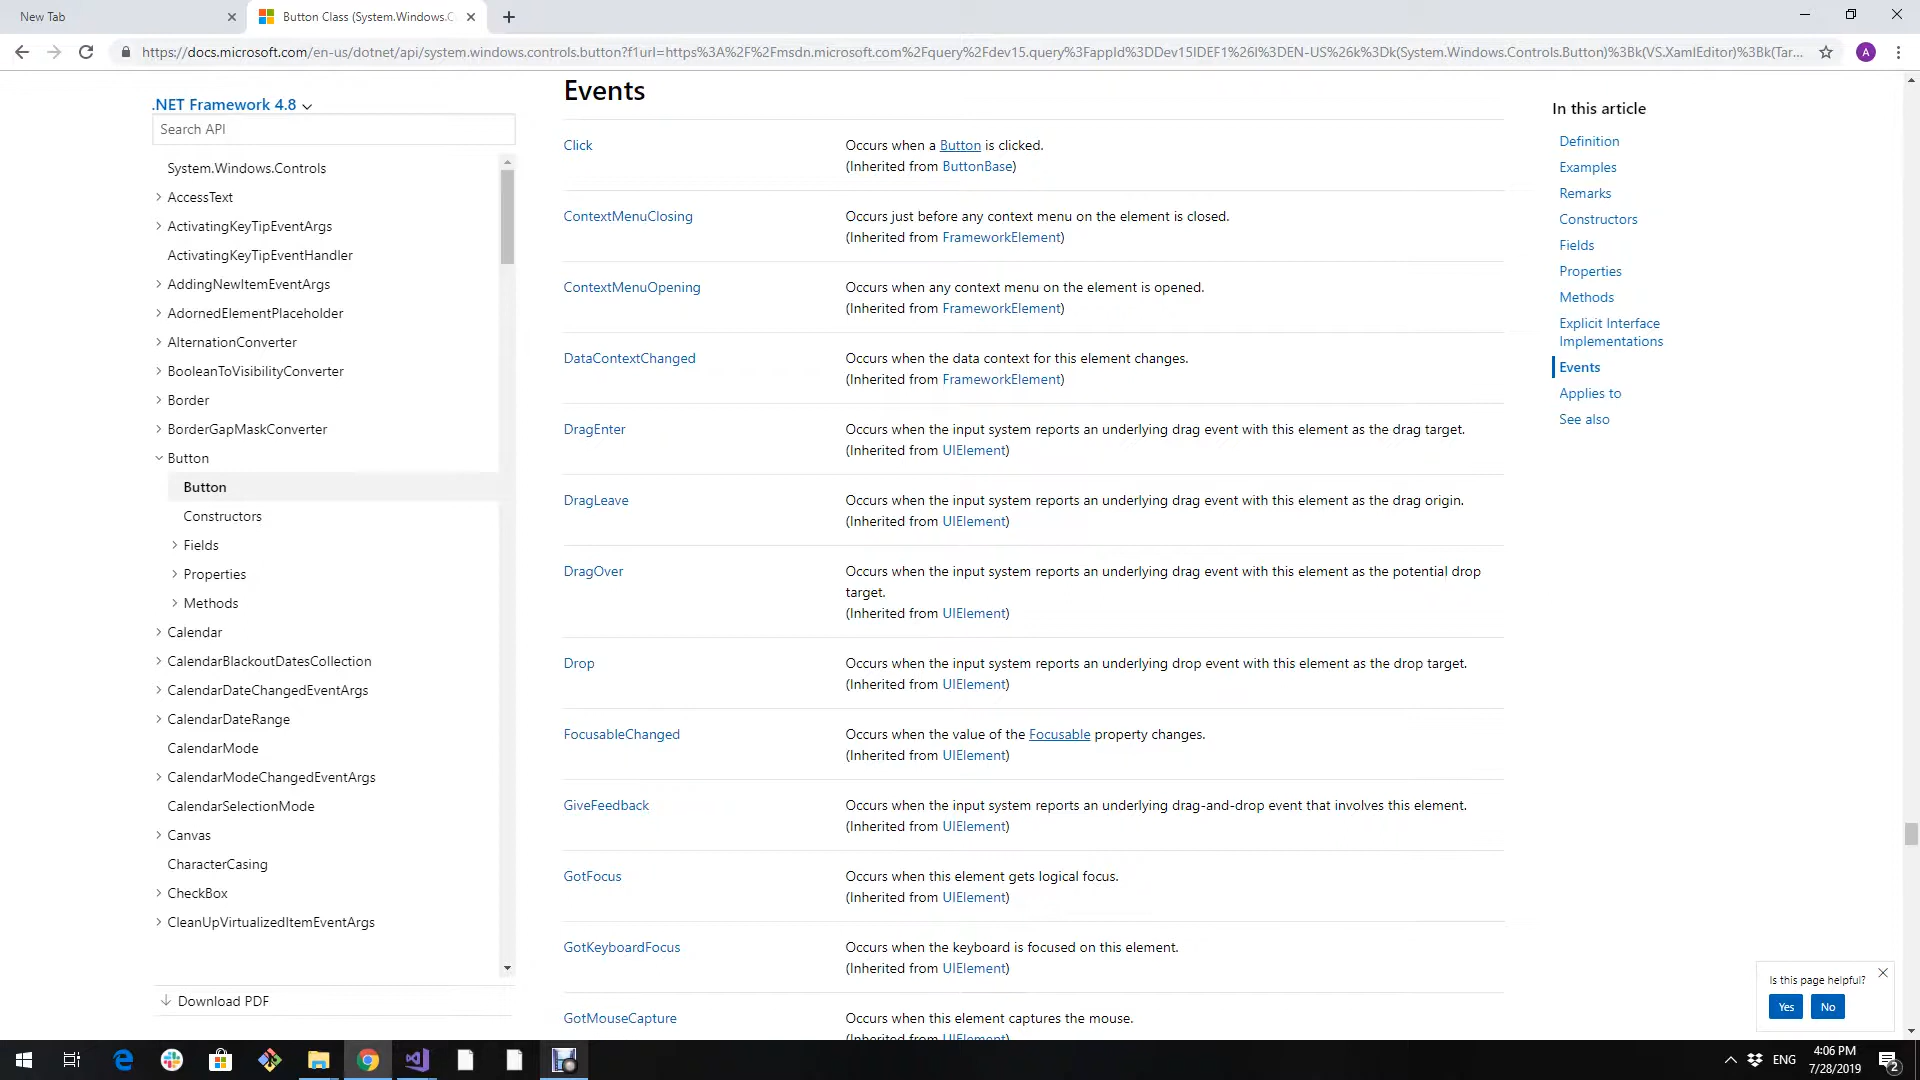 New Tab
Button Class (System.Windows.C
https://docs.microsoft.com/en-us/dotnet/api/system.windows.controls.button?f1url=https%3A%2F%2Fmsdn.microsoft.com%2Fquery%2Fdev15.query%3FappId%3DDev15IDEF1%26l%3DEN-US%26k%3Dk(System.Windows.Controls.Button)%3Bk(VS.XamlEditor)%3Bk(Tar...
A
.NET Framework 4.8
Search API
System.Windows.Controls
AccessText
ActivatingKeyTipEventArgs
ActivatingKeyTipEventHandler
AddingNewItemEventArgs
AdornedElementPlaceholder
AlternationConverter
BooleanToVisibilityConverter
Border
BorderGapMaskConverter
Button
Button
Constructors
Fields
Properties
Methods
Calendar
CalendarBlackoutDatesCollection
CalendarDateChangedEventArgs
CalendarDateRange
CalendarMode
CalendarModeChangedEventArgs
CalendarSelectionMode
Canvas
CharacterCasing
CheckBox
CleanUpVirtualizedItemEventArgs
Download PDF
Events
Click
Occurs when a Button is clicked.
(Inherited from ButtonBase)
ContextMenuClosing
Occurs just before any context menu on the element is closed.
(Inherited from FrameworkElement)
ContextMenuOpening
Occurs when any context menu on the element is opened.
(Inherited from FrameworkElement)
DataContextChanged
Occurs when the data context for this element changes.
(Inherited from FrameworkElement)
DragEnter
Occurs when the input system reports an underlying drag event with this element as the drag target.
(Inherited from UIElement)
DragLeave
Occurs when the input system reports an underlying drag event with this element as the drag origin.
(Inherited from UIElement)
DragOver
Occurs when the input system reports an underlying drag event with this element as the potential drop
target.
(Inherited from UIElement)
Drop
Occurs when the input system reports an underlying drop event with this element as the drop target.
(Inherited from UIElement)
FocusableChanged
Occurs when the value of the Focusable property changes.
(Inherited from UIElement)
GiveFeedback
Occurs when the input system reports an underlying drag-and-drop event that involves this element.
(Inherited from UIElement)
GotFocus
Occurs when this element gets logical focus.
(Inherited from UIElement)
GotKeyboardFocus
Occurs when the keyboard is focused on this element.
(Inherited from UIElement)
GotMouseCapture
Occurs when this element captures the mouse.
(Inherited from UIElement)
In this article
Definition
Examples
Remarks
Constructors
Fields
Properties
Methods
Explicit Interface
Implementations
Events
Applies to
See also
Is this page helpful?
Yes
No
ENG
4:06 PM
7/28/2019
2